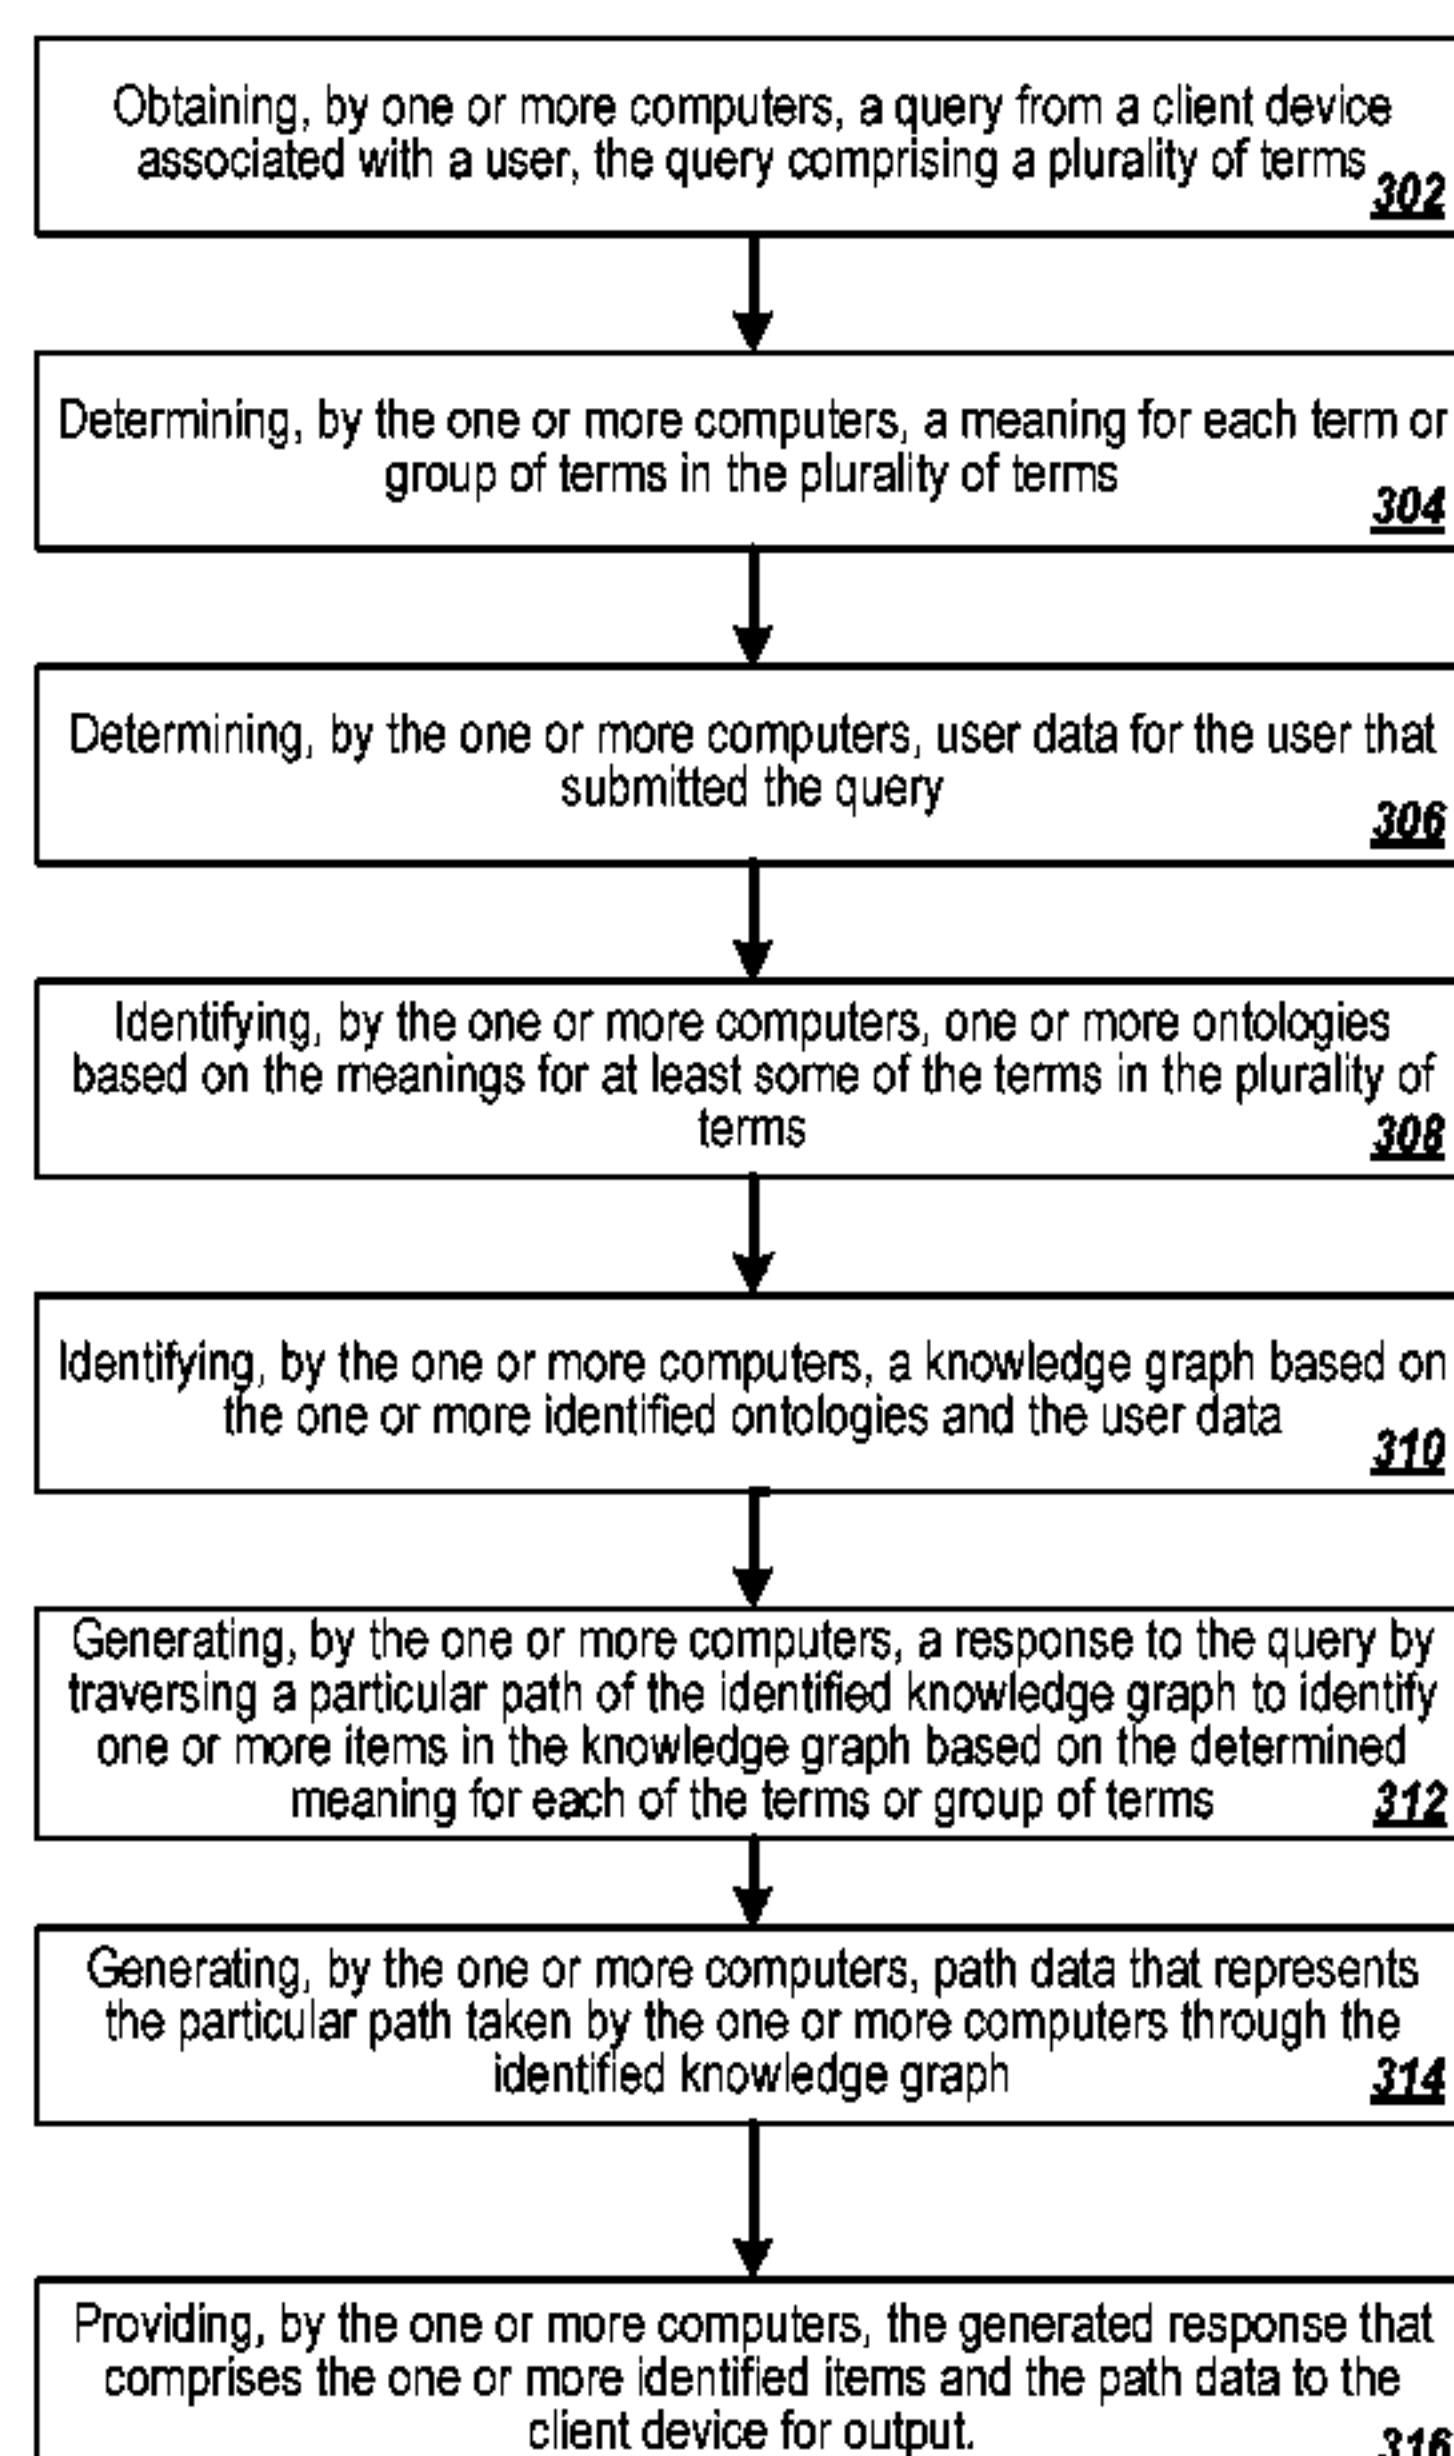 Obtaining, by one or more computers, a query from a client device
associated with a user, the query comprising a plurality of terms
302
Determining, by the one or more computers, a meaning for each term or
group of terms in the plurality of terms
304
Determining, by the one or more computers, user data for the user that
submitted the query
306
Identifying, by the one or more computers, one or more ontologies
based on the meanings for at least some of the terms in the plurality of
terms
308
Identifying, by the one or more computers, a knowledge graph based on
the one or more identified ontologies and the user data
310
Generating, by the one or more computers, a response to the query by
traversing a particular path of the identified knowledge graph to identify
one or more items in the knowledge graph based on the determined
meaning for each of the terms or group of terms
312
Generating, by the one or more computers, path data that represents
the particular path taken by the one or more computers through the
identified knowledge graph
314
Providing, by the one or more computers, the generated response that
comprises the one or more identified items and the path data to the
client device for output.
316